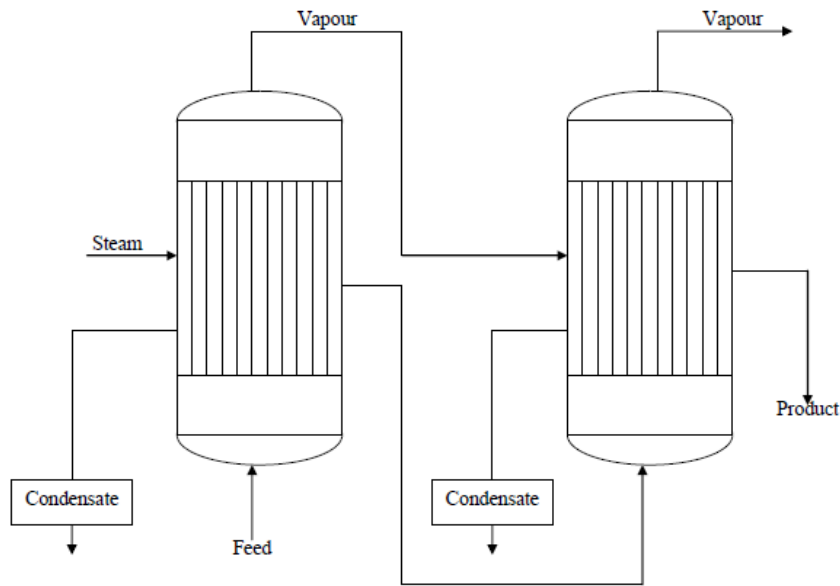 Vapour
Vapour
Steam
Product
Condensate
Condensate
Feed